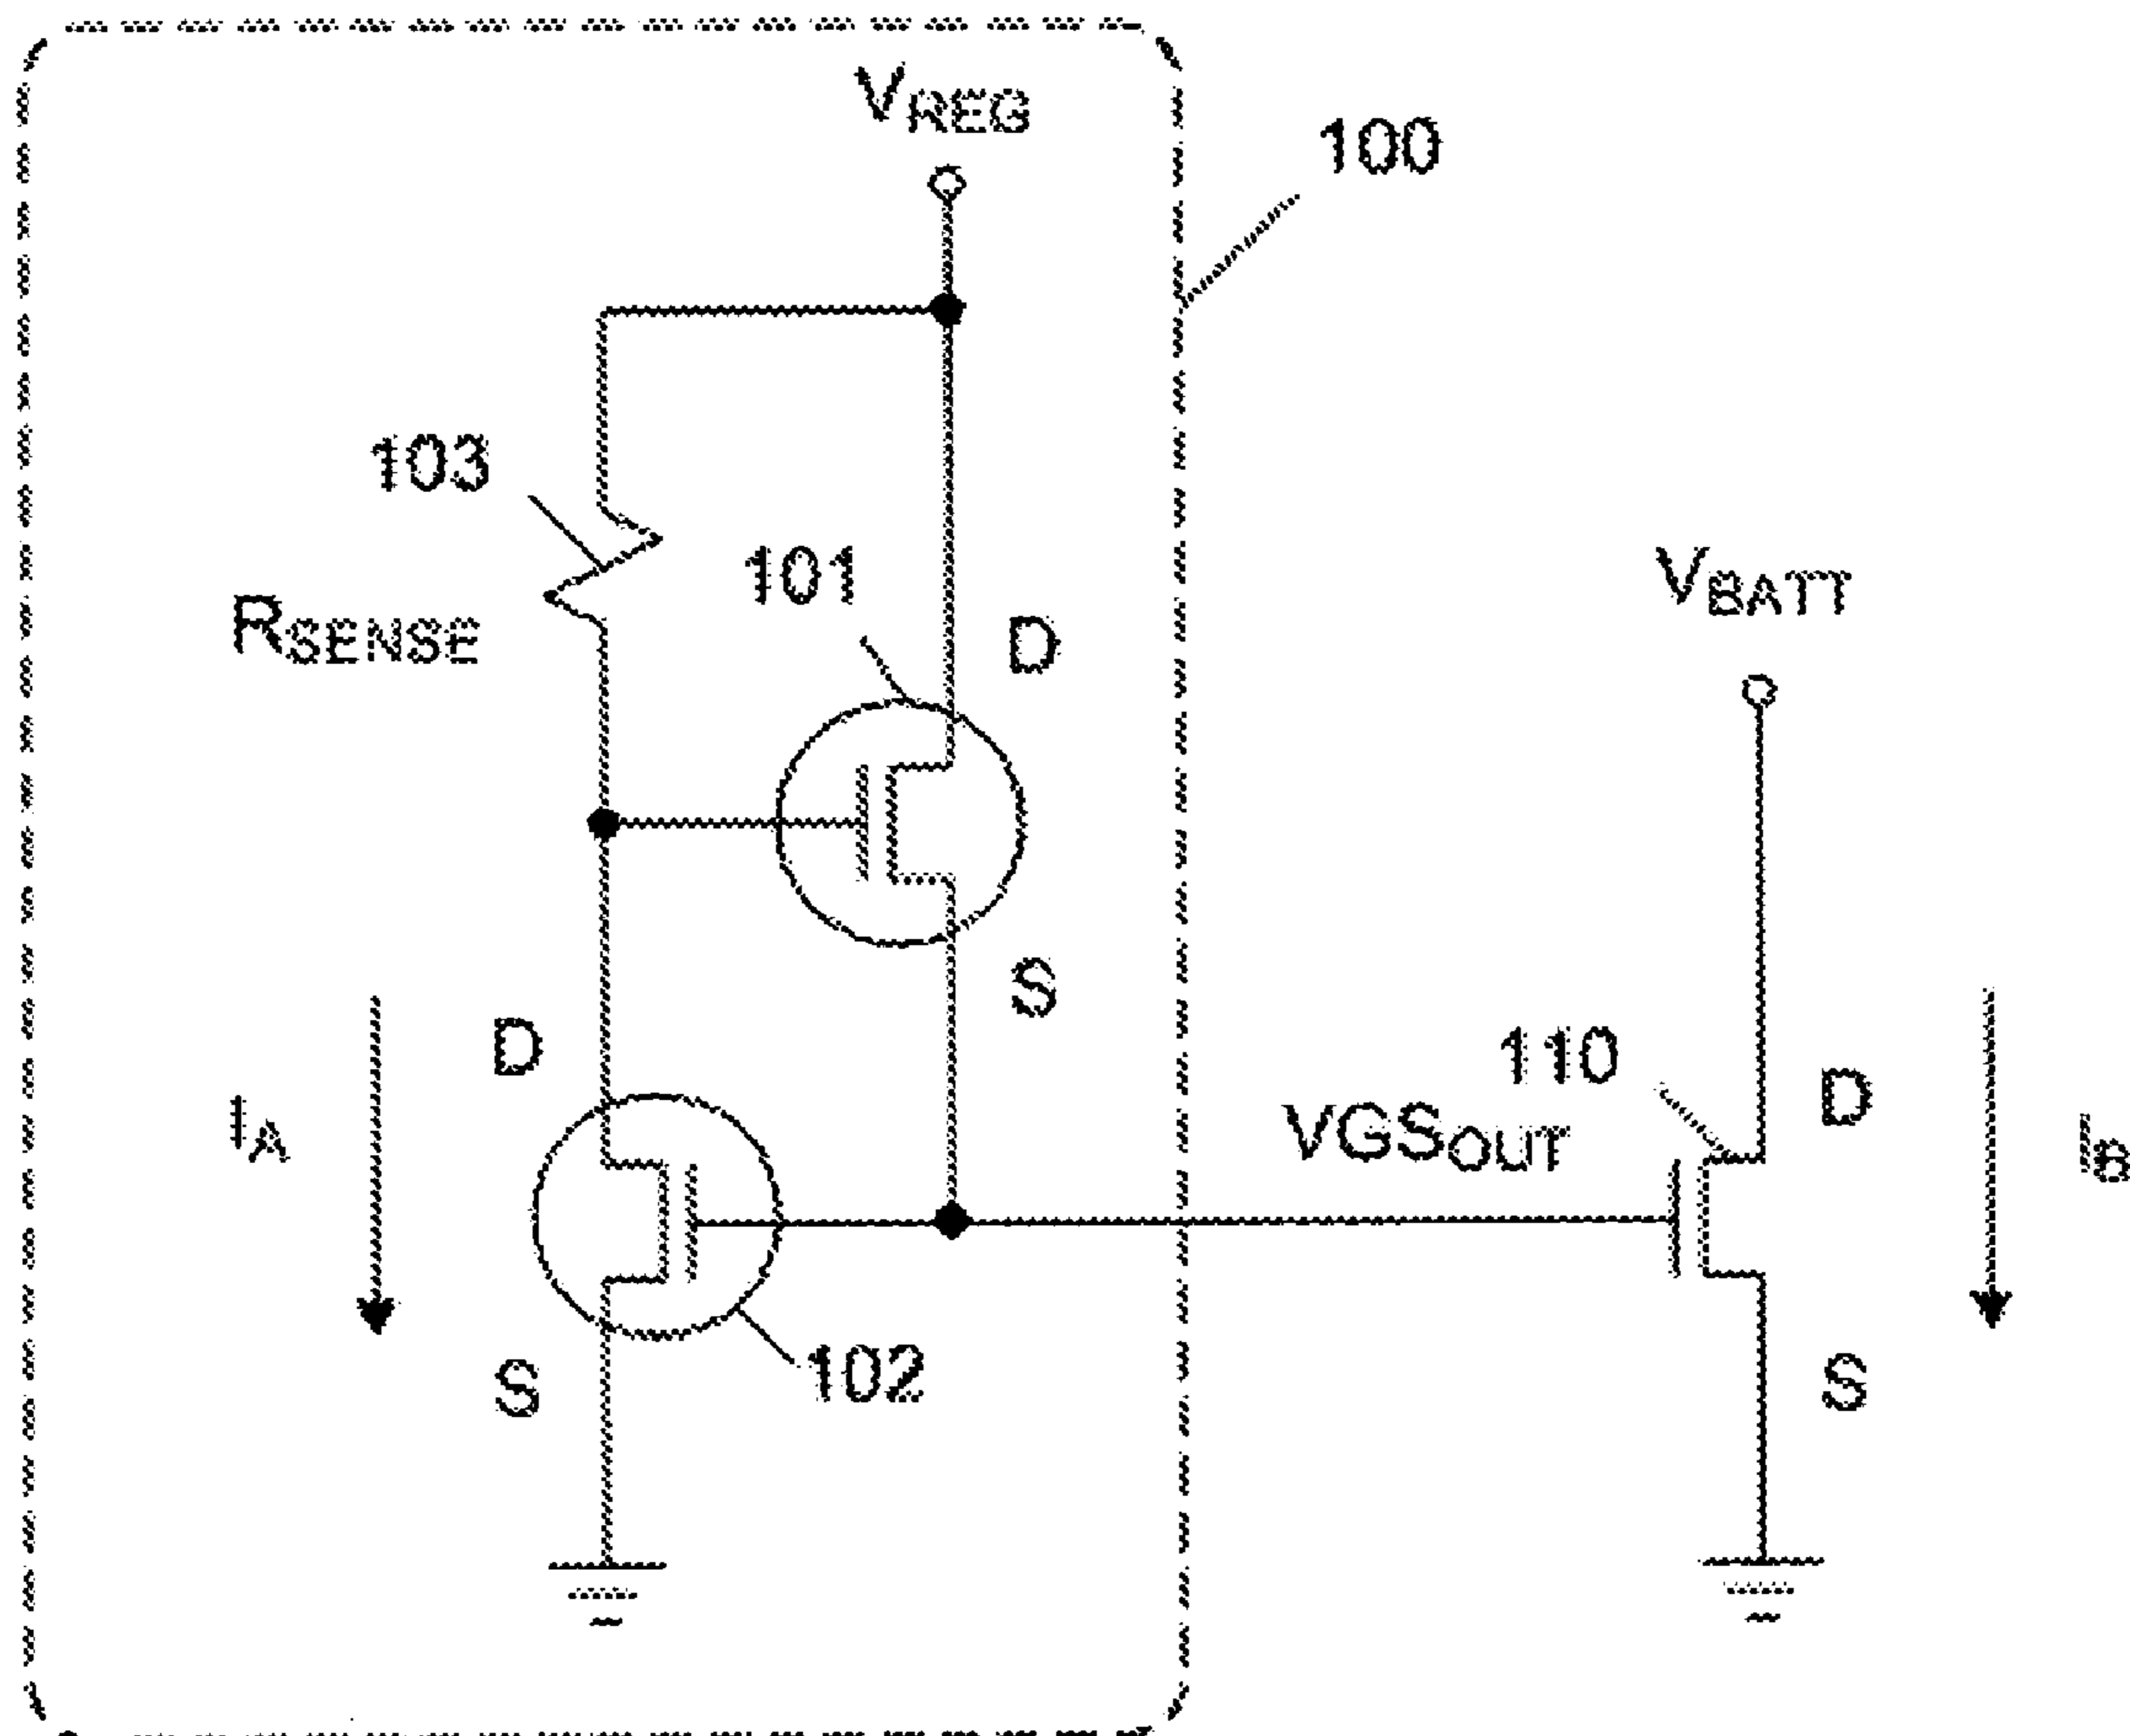 VREG
100
103
101
RSENSE
D
VBATT
S
D
110
D
IA
VGSOUT
IB
S
102
S